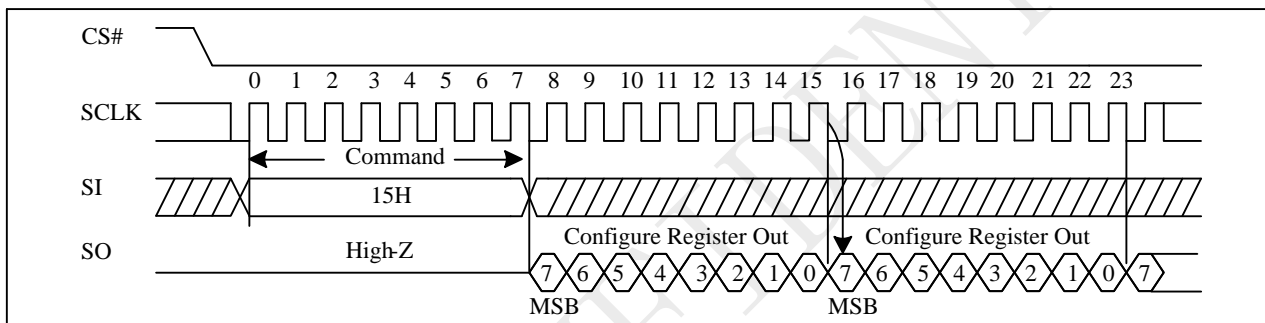 CS#
0 1 2 3 4 5 6 7 8 9 10 11 12 13 14 15 16 17 18 19 20 21 22 23
SCLK
Command
SI
15H
SO
High-Z
Configure Register Out
Configure Register Out
7 6 5 4 3 2 1 0 7 6 5 4 3 2 1 0 7
MSB
MSB